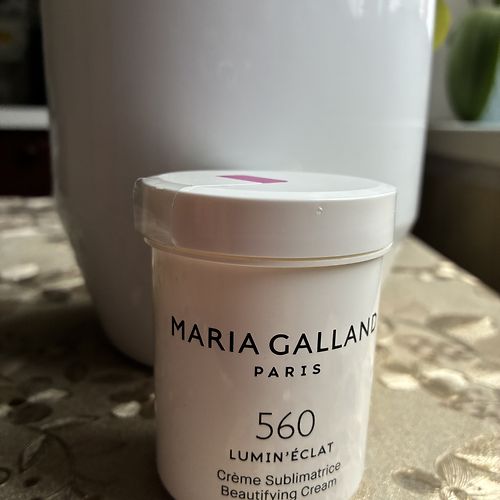 MARIA GALLAND
PARIS
560
LUMIN'ÉCLAT
Crème Sublimatrice
Beautifying Cream